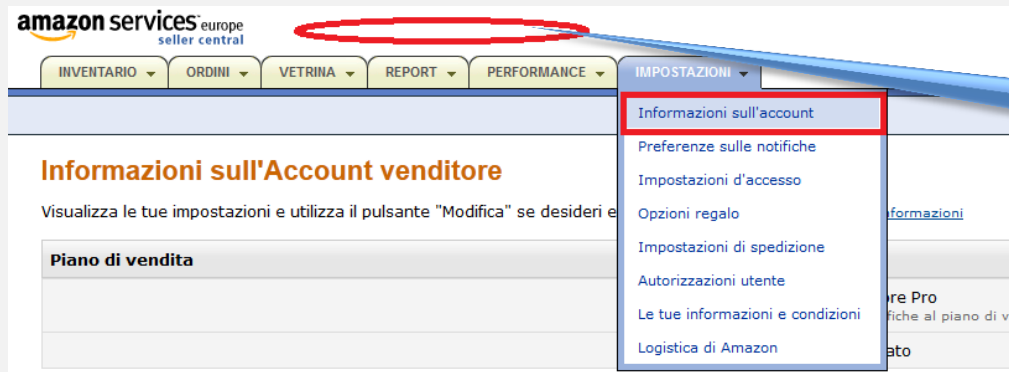 amazon services europe
seller central
INVENTARIO ORDINI VETRINA REPORT PERFORMANCE IMPOSTAZIONI
Informazioni sull'account
Preferenze sulle notifiche
Informazioni sull'Account venditore
Impostazioni d'accesso
Visualizza le tue impostazioni e utilizza il pulsante "Modifica" se desideri e
Opzioni regalo
Impostazioni di spedizione
Piano di vendita
Autorizzazioni utente
re Pro
Le tue informazioni e condizioni
fiche al piano di v
Logistica di Amazon
ato